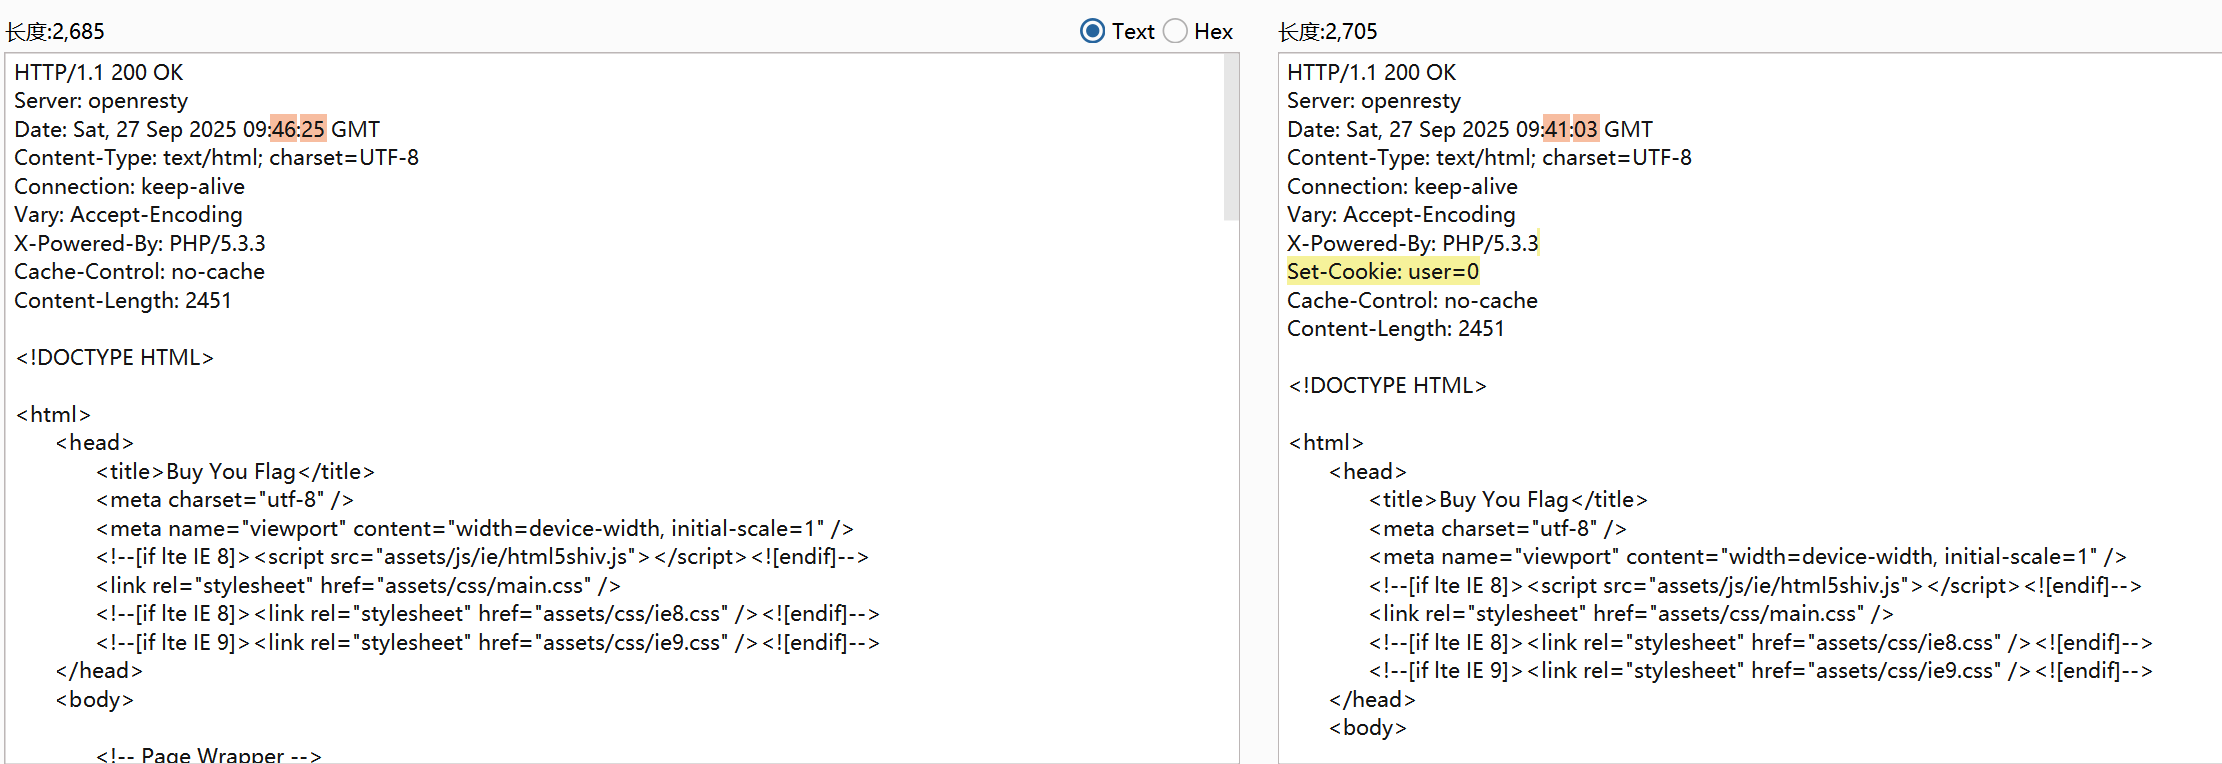 长度:2,685
Text
Hex
HTTP/1.1 200 OK
Server: openresty
Date: Sat, 27 Sep 2025 09:46:25 GMT
Content-Type: text/html; charset=UTF-8
Connection: keep-alive
Vary: Accept-Encoding
X-Powered-By: PHP/5.3.3
Cache-Control: no-cache
Content-Length: 2451
<!DOCTYPE HTML>
<html>
<head>
<title>Buy You Flag</title>
<meta charset="utf-8" />
<meta name="viewport" content="width=device-width, initial-scale=1" />
<!--[if lte IE 8]><script src="assets/js/ie/html5shiv.js"></script><![endif]-->
<link rel="stylesheet" href="assets/css/main.css" />
<!--[if lte IE 8]><link rel="stylesheet" href="assets/css/ie8.css" /><![endif]-->
<!--[if lte IE 9]><link rel="stylesheet" href="assets/css/ie9.css" /><![endif]-->
</head>
<body>
<!-- Page Wrapper -->
长度:2,705
HTTP/1.1 200 OK
Server: openresty
Date: Sat, 27 Sep 2025 09:41:03 GMT
Content-Type: text/html; charset=UTF-8
Connection: keep-alive
Vary: Accept-Encoding
X-Powered-By: PHP/5.3.3
Set-Cookie: user=0
Cache-Control: no-cache
Content-Length: 2451
<!DOCTYPE HTML>
<html>
<head>
<title>Buy You Flag</title>
<meta charset="utf-8" />
<meta name="viewport" content="width=device-width, initial-scale=1" />
<!--[if lte IE 8]><script src="assets/js/ie/html5shiv.js"></script><![endif]-->
<link rel="stylesheet" href="assets/css/main.css" />
<!--[if lte IE 8]><link rel="stylesheet" href="assets/css/ie8.css" /><![endif]-->
<!--[if lte IE 9]><link rel="stylesheet" href="assets/css/ie9.css" /><![endif]-->
</head>
<body>